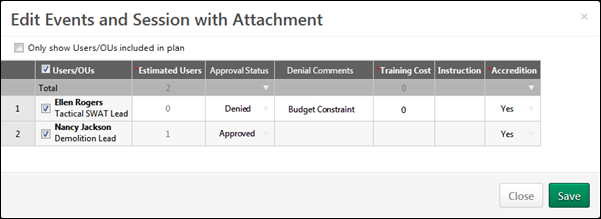 Edit Events and Session with Attachment ×
Only show Users/OUs included in plan
Users/OUs *Estimated Users Approval Status Denial Comments *Training Cost *Instruction *Accredition
Total 2 0
1 Ellen Rogers
Tactical SWAT Lead 0 Denied Budget Constraint 0 Yes
2 Nancy Jackson
Demolition Lead 1 Approved Yes
Close Save